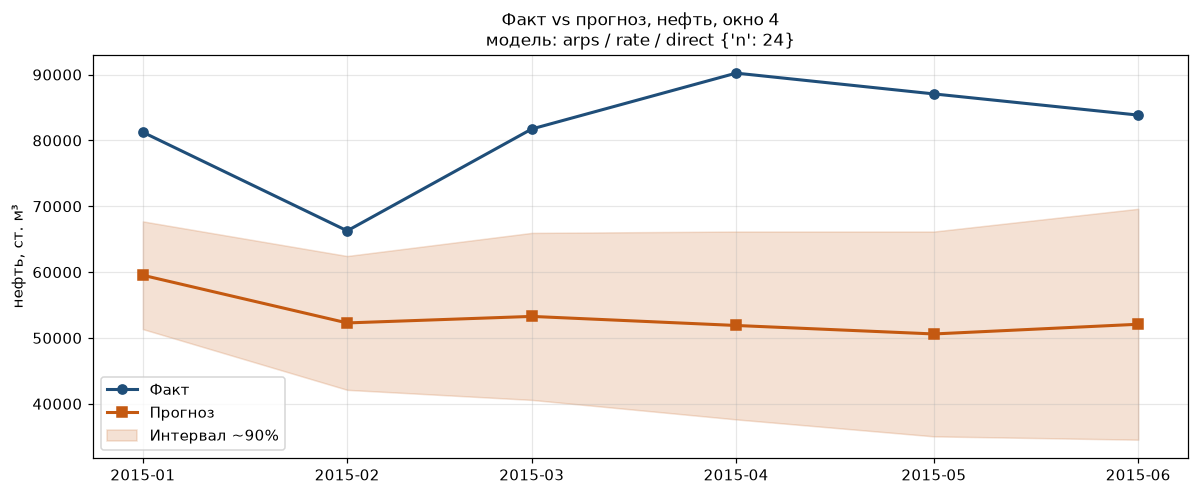 Факт vs прогноз, нефть, окно 4
модель: arps / rate / direct {'n': 24}
нефть, ст. м³
90000
80000
70000
60000
50000
40000
Факт
Прогноз
Интервал ~90%
2015-01
2015-02
2015-03
2015-04
2015-05
2015-06